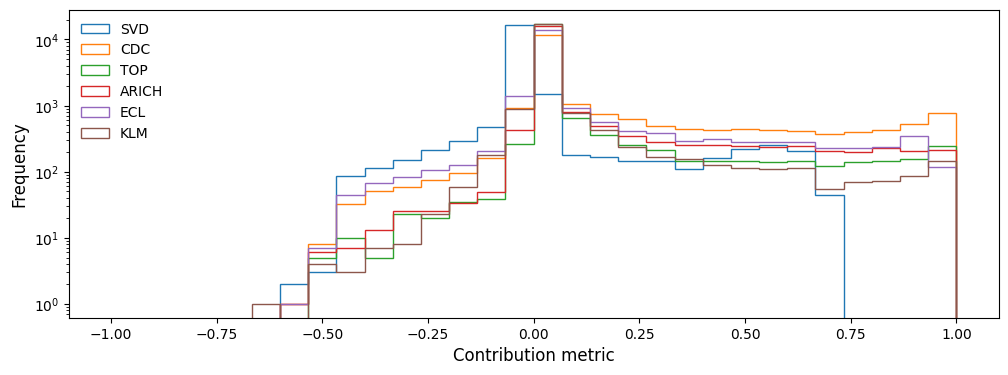 SVD
CDC
TOP
ARICH
ECL
KLM
Frequency
10⁴
10³
10²
10¹
10⁰
−1.00 −0.75 −0.50 −0.25 0.00 0.25 0.50 0.75 1.00
Contribution metric